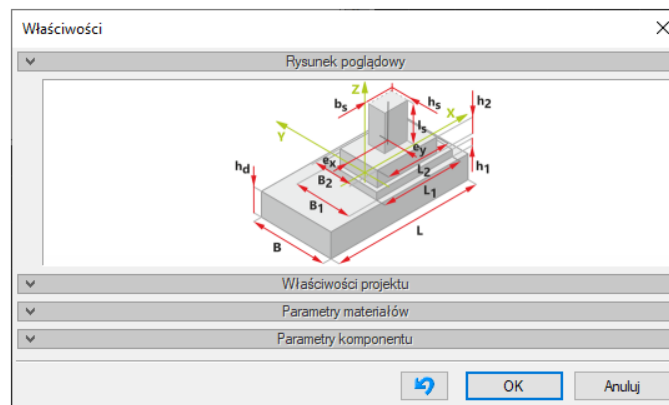 Właściwości
Rysunek poglądowy
Z
bs
hs
h2
X
Y
ls
ex
ey
hd
B2
L2
h1
B1
L1
L
B
Właściwości projektu
Parametry materiałów
Parametry komponentu
OK
Anuluj